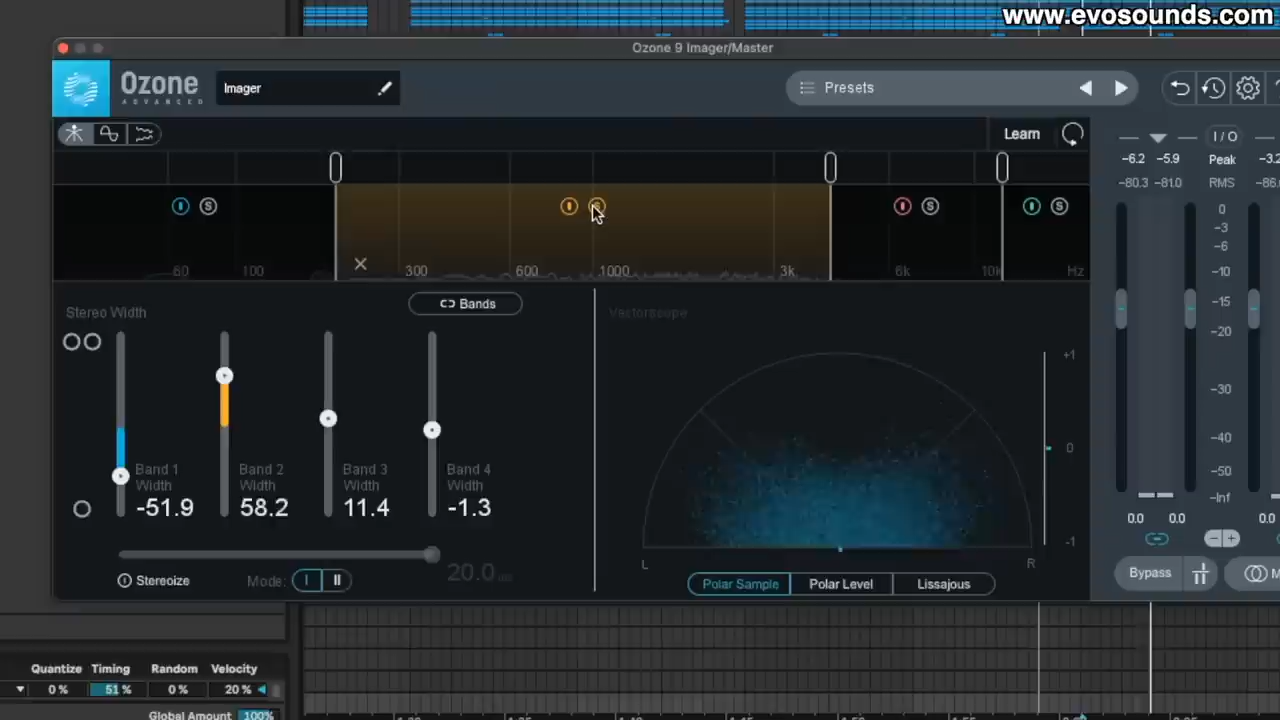 www.evosounds.com
Ozone 9 Imager/Master
Ozone
ADVANCED
Imager
Presets
Learn
I/O
-6.2 -5.9 Peak -3.2
-80.3 -81.0 RMS -86.
S
S
S
S
60 100 300 600 1000 3k 6k 10k Hz
0
-3
-6
-10
-15
-20
-30
-40
-50
-Inf
Bands
Stereo Width
Vectorscope
+1
0
-1
Band 1 Width
-51.9
Band 2 Width
58.2
Band 3 Width
11.4
Band 4 Width
-1.3
L
R
0.0 0.0 0.0
Stereoize
Mode: I II
20.0 ms
Polar Sample
Polar Level
Lissajous
Bypass
M
Quantize Timing Random Velocity
0 % 51 % 0 % 20 %
Global Amount 100%